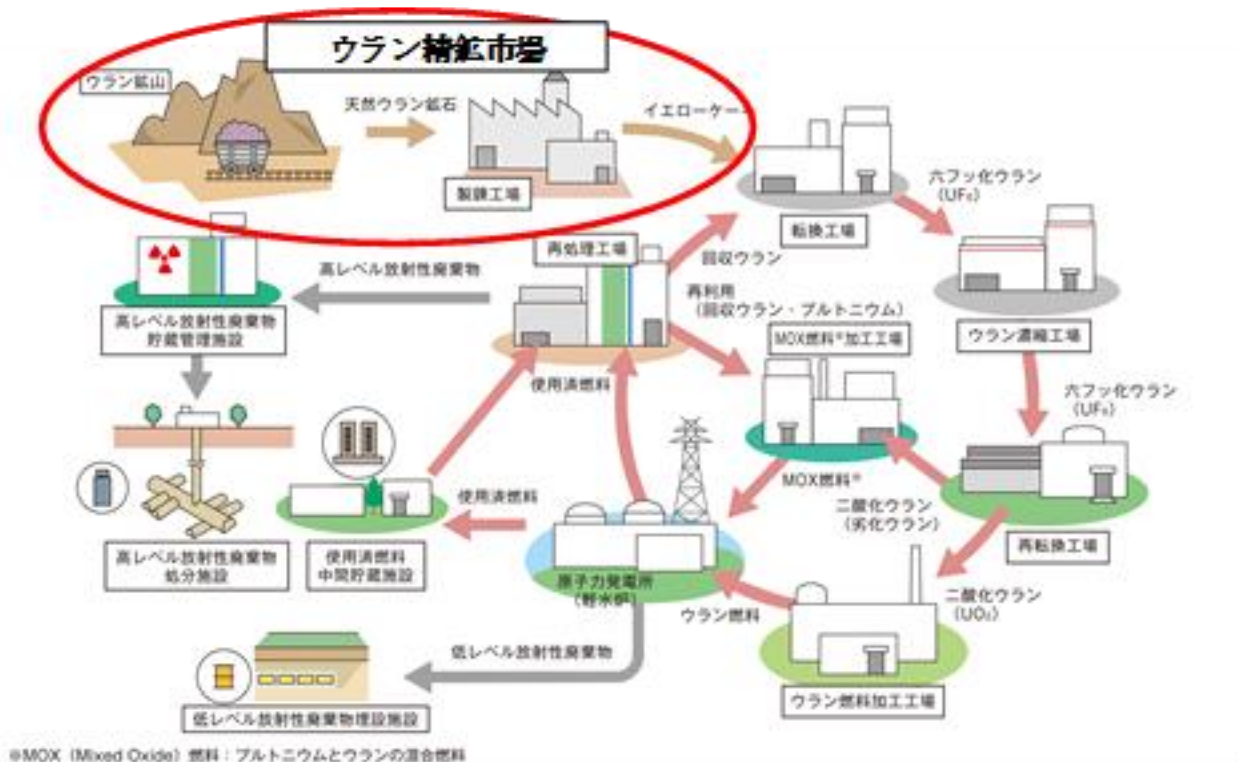 ウラン精鉱市場
ウラン鉱山
天然ウラン鉱石
イエローケー
製錬工場
六フッ化ウラン
(UF₆)
転換工場
再処理工場
回収ウラン
高レベル放射性廃棄物
再利用
(回収ウラン・プルトニウム)
高レベル放射性廃棄物
貯蔵管理施設
MOX燃料※加工工場
ウラン濃縮工場
使用済燃料
六フッ化ウラン
(UF₆)
MOX燃料※
使用済燃料
二酸化ウラン
(劣化ウラン)
再転換工場
高レベル放射性廃棄物
処分施設
使用済燃料
中間貯蔵施設
原子力発電所
(軽水炉)
ウラン燃料
二酸化ウラン
(UO₂)
低レベル放射性廃棄物
ウラン燃料加工工場
低レベル放射性廃棄物埋設施設
※MOX (Mixed Oxide) 燃料：プルトニウムとウランの混合燃料